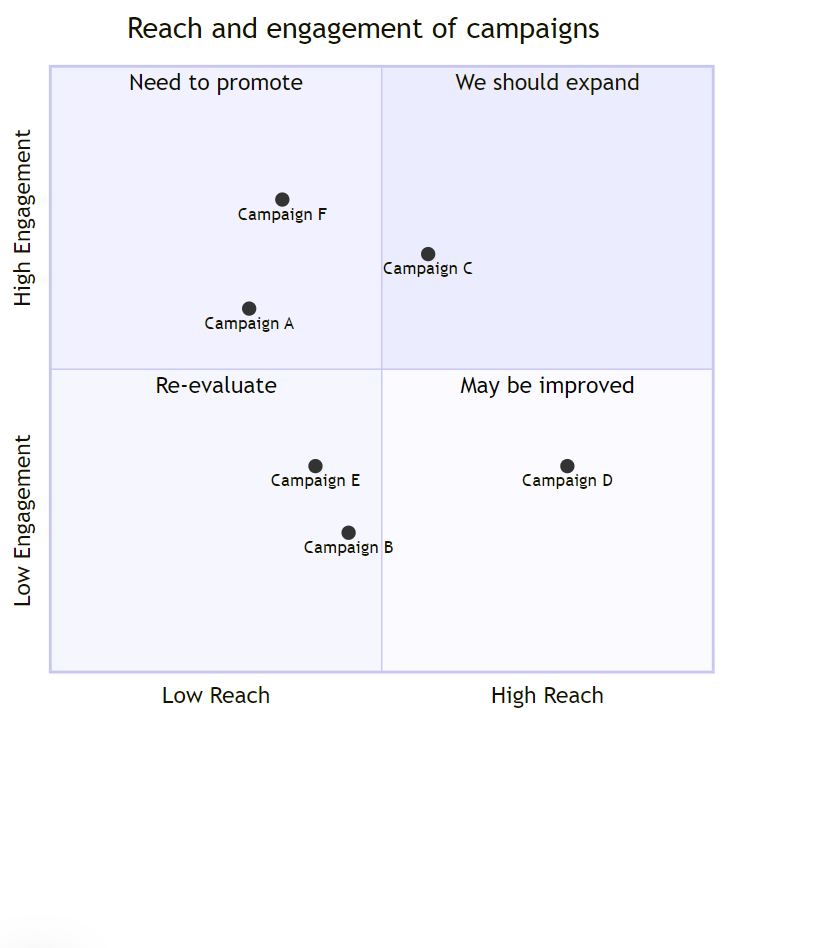 Reach and engagement of campaigns
Need to promote
We should expand
High Engagement
Campaign F
Campaign C
Campaign A
Re-evaluate
May be improved
Low Engagement
Campaign E
Campaign D
Campaign B
Low Reach
High Reach